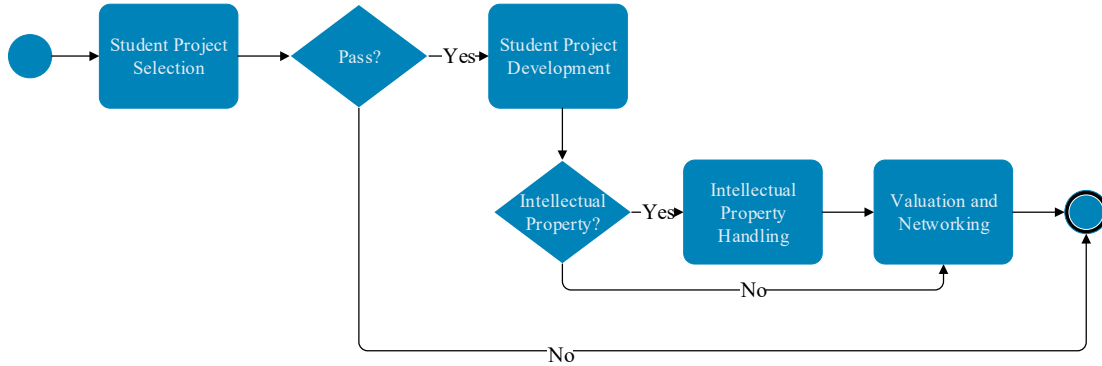 Student Project
Selection
Pass?
Yes
Student Project
Development
Intellectual
Property?
Yes
Intellectual
Property
Handling
Valuation and
Networking
No
No